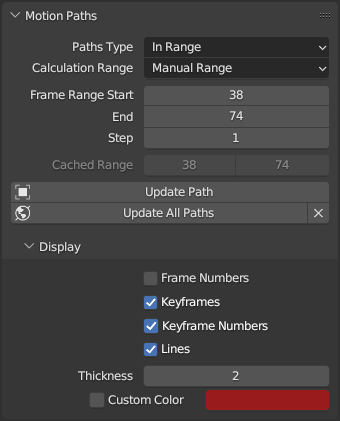 Motion Paths
Paths Type In Range
Calculation Range Manual Range
Frame Range Start 38
End 74
Step 1
Cached Range 38 74
Update Path
Update All Paths
Display
Frame Numbers
Keyframes
Keyframe Numbers
Lines
Thickness 2
Custom Color